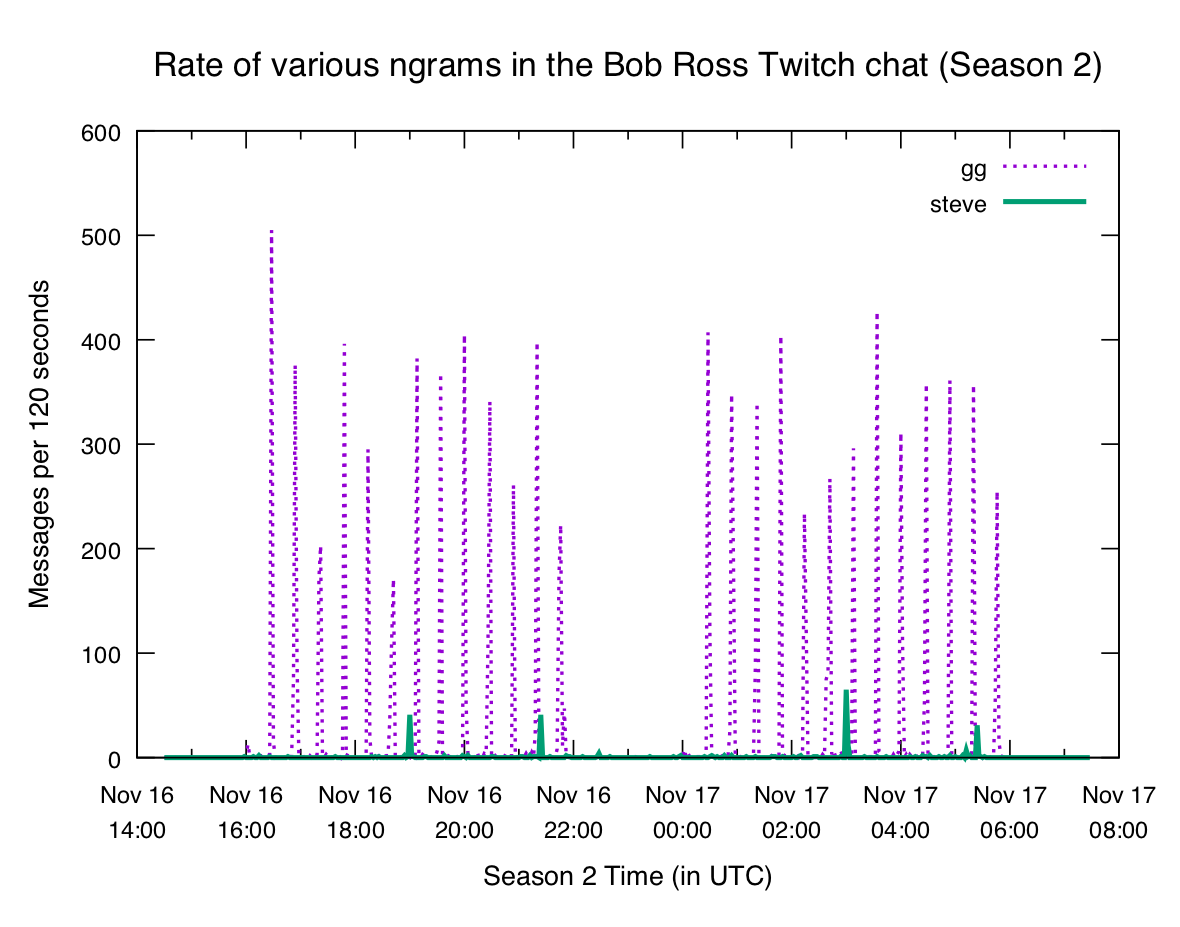 Rate of various ngrams in the Bob Ross Twitch chat (Season 2)
600
500
400
300
200
100
0
Messages per 120 seconds
gg
steve
Nov 16 Nov 16 Nov 16 Nov 16 Nov 16 Nov 17 Nov 17 Nov 17 Nov 17 Nov 17
14:00 16:00 18:00 20:00 22:00 00:00 02:00 04:00 06:00 08:00
Season 2 Time (in UTC)